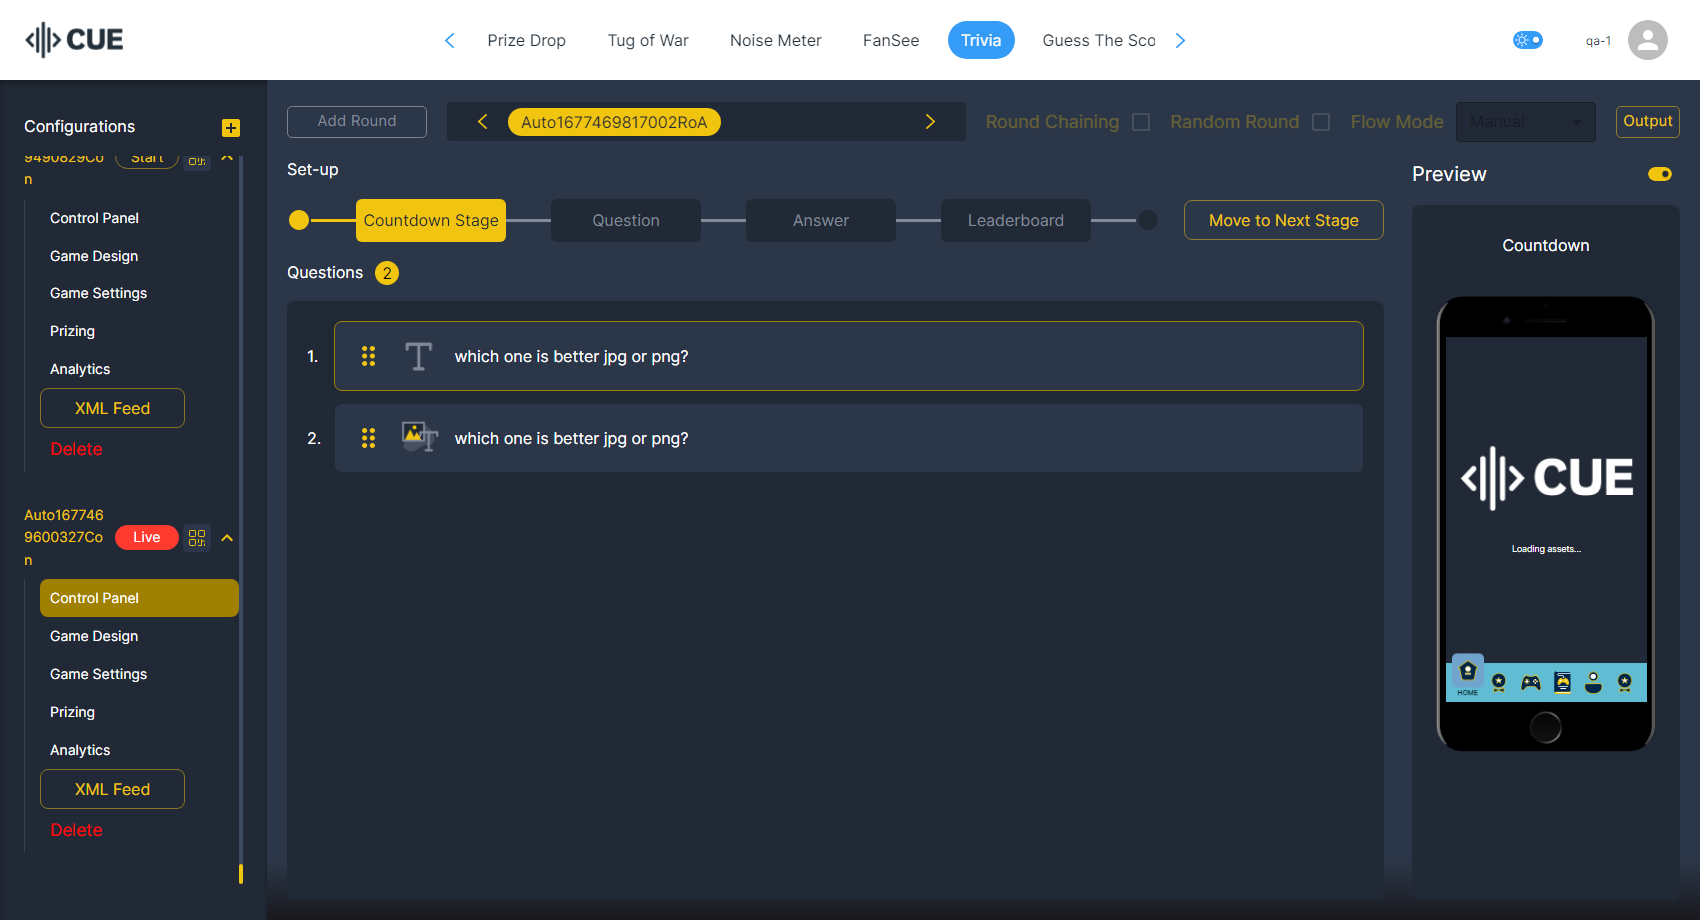 CUE
Prize Drop
Tug of War
Noise Meter
FanSee
Trivia
Guess The Sco
qa-1
Configurations
9490829Co
n
Start
Control Panel
Game Design
Game Settings
Prizing
Analytics
XML Feed
Delete
Auto167746
9600327Co
n
Live
Control Panel
Game Design
Game Settings
Prizing
Analytics
XML Feed
Delete
Add Round
Auto1677469817002RoA
Round Chaining
Random Round
Flow Mode
Manual
Output
Set-up
Countdown Stage
Question
Answer
Leaderboard
Move to Next Stage
Questions 2
1. which one is better jpg or png?
2. which one is better jpg or png?
Preview
Countdown
CUE
Loading assets...
HOME